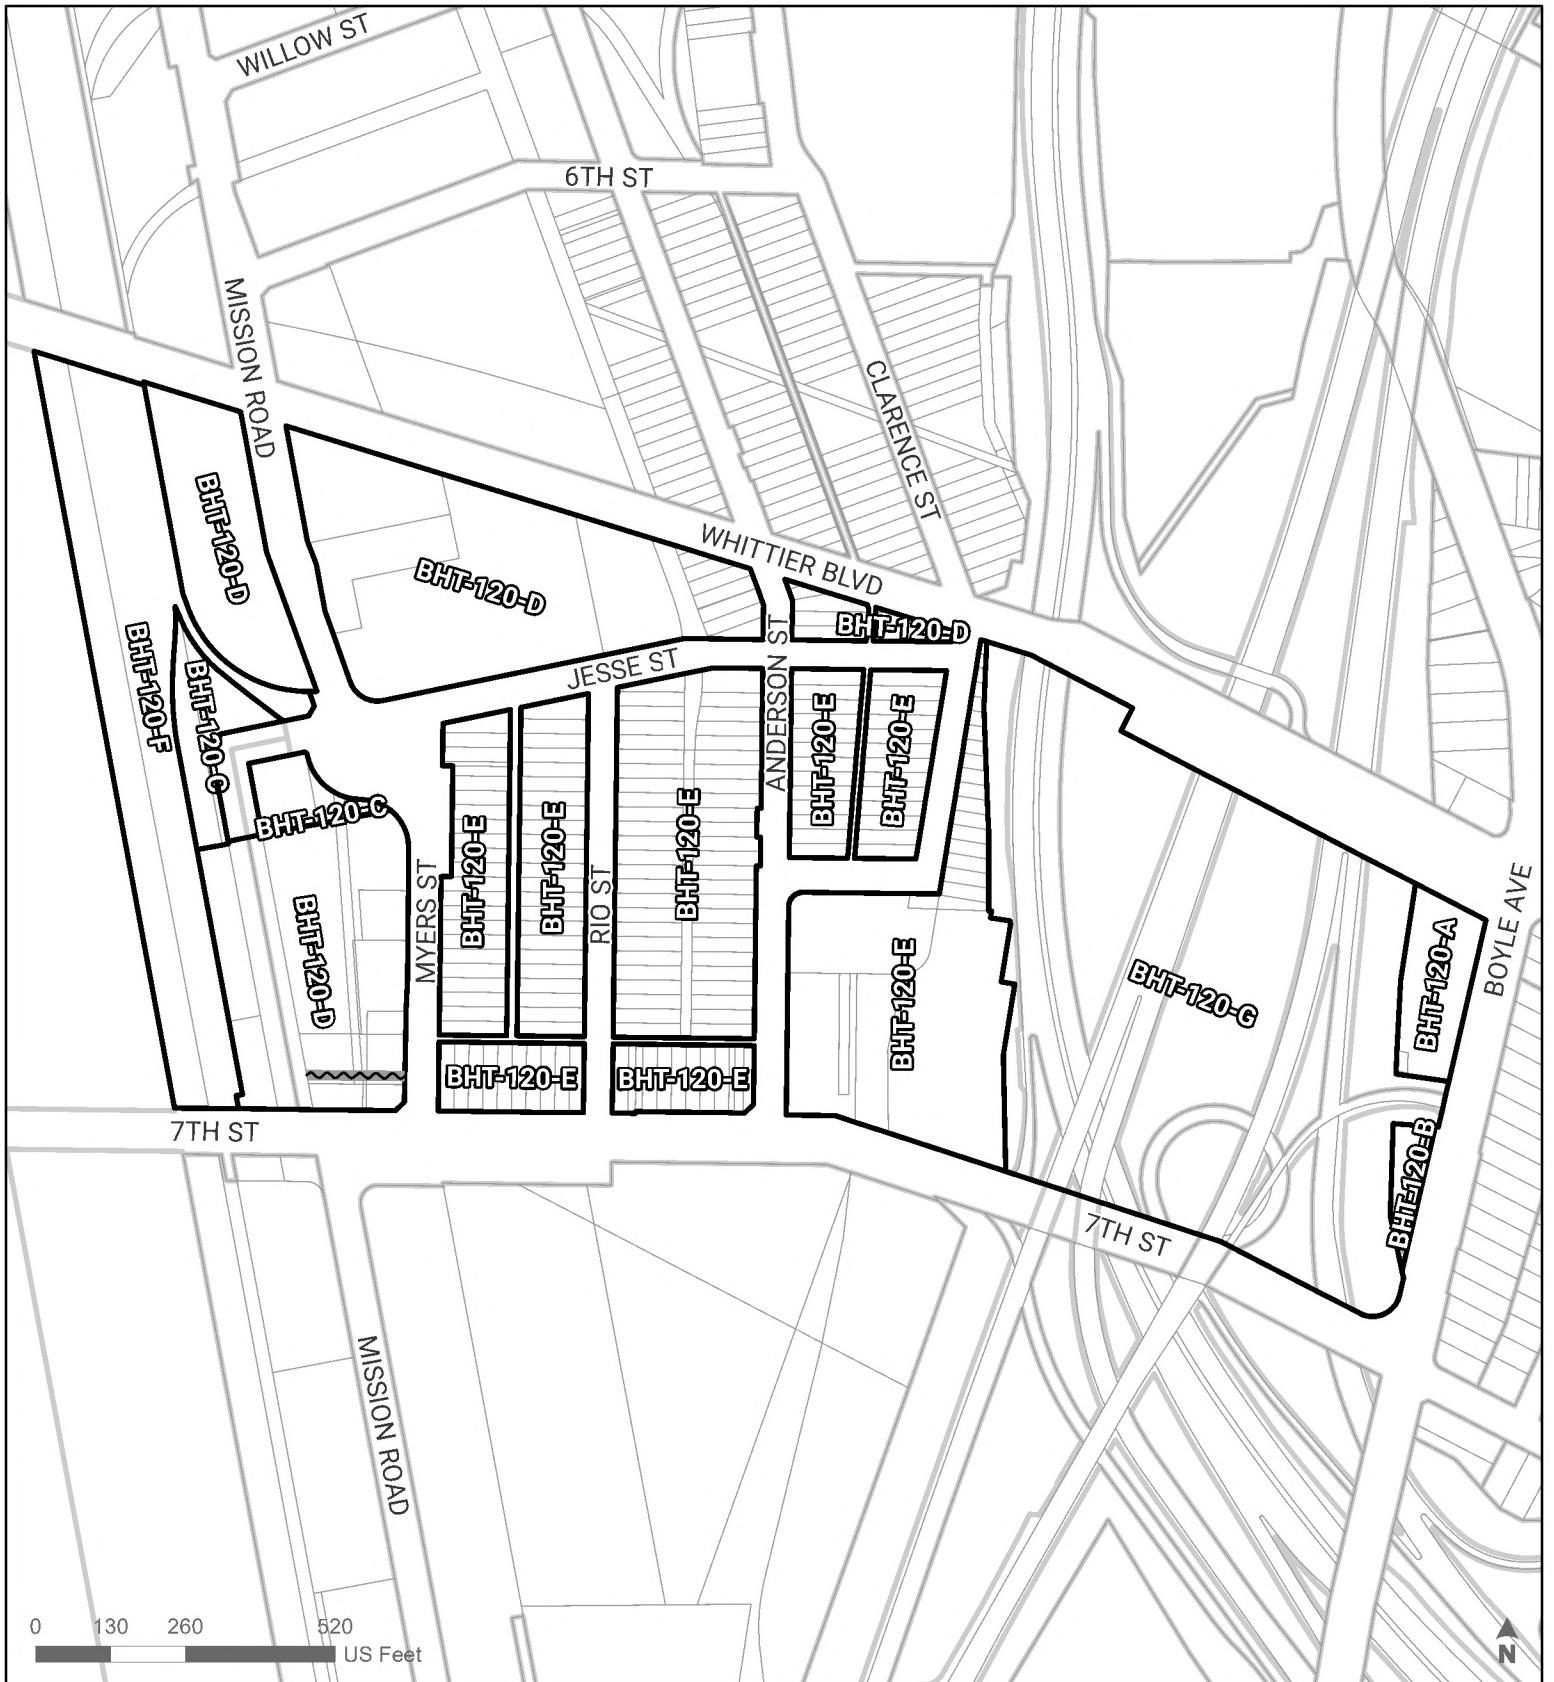 WILLOW ST
6TH ST
MISSION ROAD
CLARENCE ST
WHITTIER BLVD
BHT-120-D
BHT-120-D
BHT-120-D
JESSE ST
ANDERSON ST
BHT-120-F
BHT-120-C
BHT-120-C
BHT-120-E
BHT-120-E
BHT-120-E
BHT-120-E
BHT-120-E
MYERS ST
RIO ST
BHT-120-D
BHT-120-E
BHT-120-G
BHT-120-A
BOYLE AVE
BHT-120-E
BHT-120-E
BHT-120-B
7TH ST
7TH ST
MISSION ROAD
0 130 260 520
US Feet
N